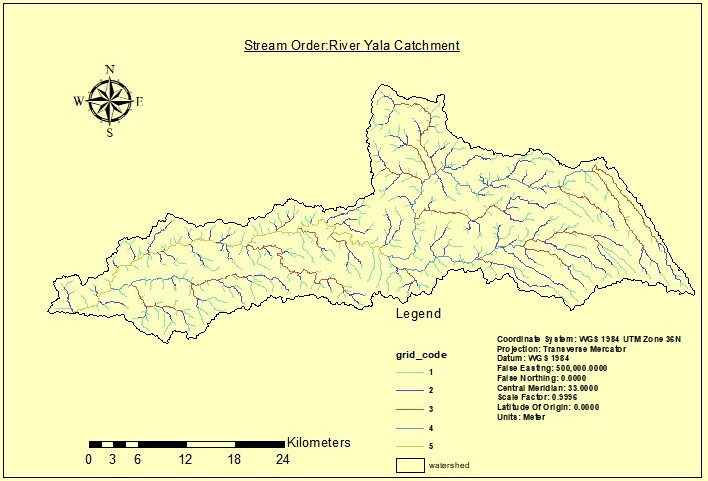 Stream Order:River Yala Catchment
N
W E
S
Legend
grid_code
1
2
3
4
5
watershed
Coordinate System: WGS 1984 UTM Zone 36N
Projection: Transverse Mercator
Datum: WGS 1984
False Easting: 500,000.0000
False Northing: 0.0000
Central Meridian: 33.0000
Scale Factor: 0.9996
Latitude Of Origin: 0.0000
Units: Meter
Kilometers
0 3 6 12 18 24